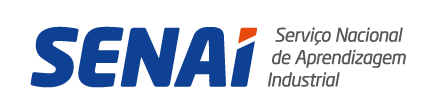 SENAI
Serviço Nacional
de Aprendizagem
Industrial